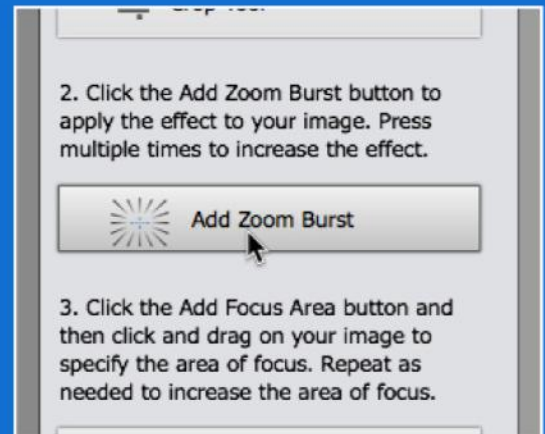 2. Click the Add Zoom Burst button to
apply the effect to your image. Press
multiple times to increase the effect.
Add Zoom Burst
3. Click the Add Focus Area button and
then click and drag on your image to
specify the area of focus. Repeat as
needed to increase the area of focus.